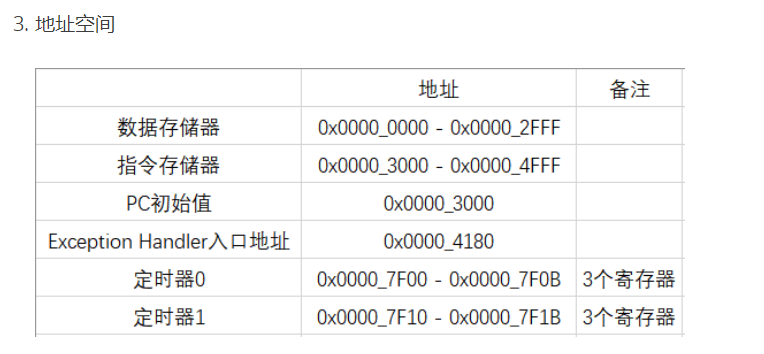 3. 地址空间
地址 备注
数据存储器 0x0000_0000 - 0x0000_2FFF
指令存储器 0x0000_3000 - 0x0000_4FFF
PC初始值 0x0000_3000
Exception Handler入口地址 0x0000_4180
定时器0 0x0000_7F00 - 0x0000_7F0B 3个寄存器
定时器1 0x0000_7F10 - 0x0000_7F1B 3个寄存器